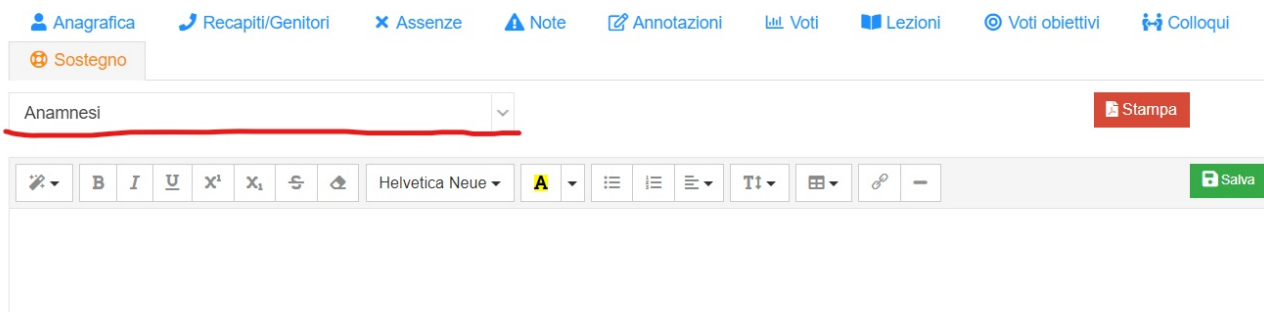 Anagrafica Recapiti/Genitori Assenze Note Annotazioni Voti Lezioni Voti obiettivi Colloqui
Sostegno
Anamnesi Stampa
B I U X¹ X₁ S Helvetica Neue A T Salva